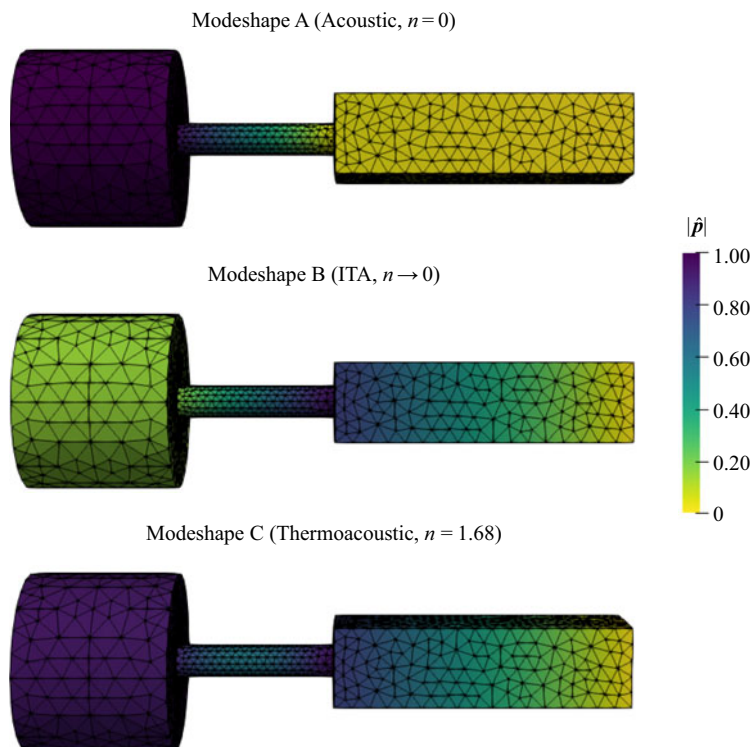 Modeshape A (Acoustic, n = 0)
|p̂|
1.00
Modeshape B (ITA, n → 0)
0.80
0.60
0.40
0.20
0
Modeshape C (Thermoacoustic, n = 1.68)